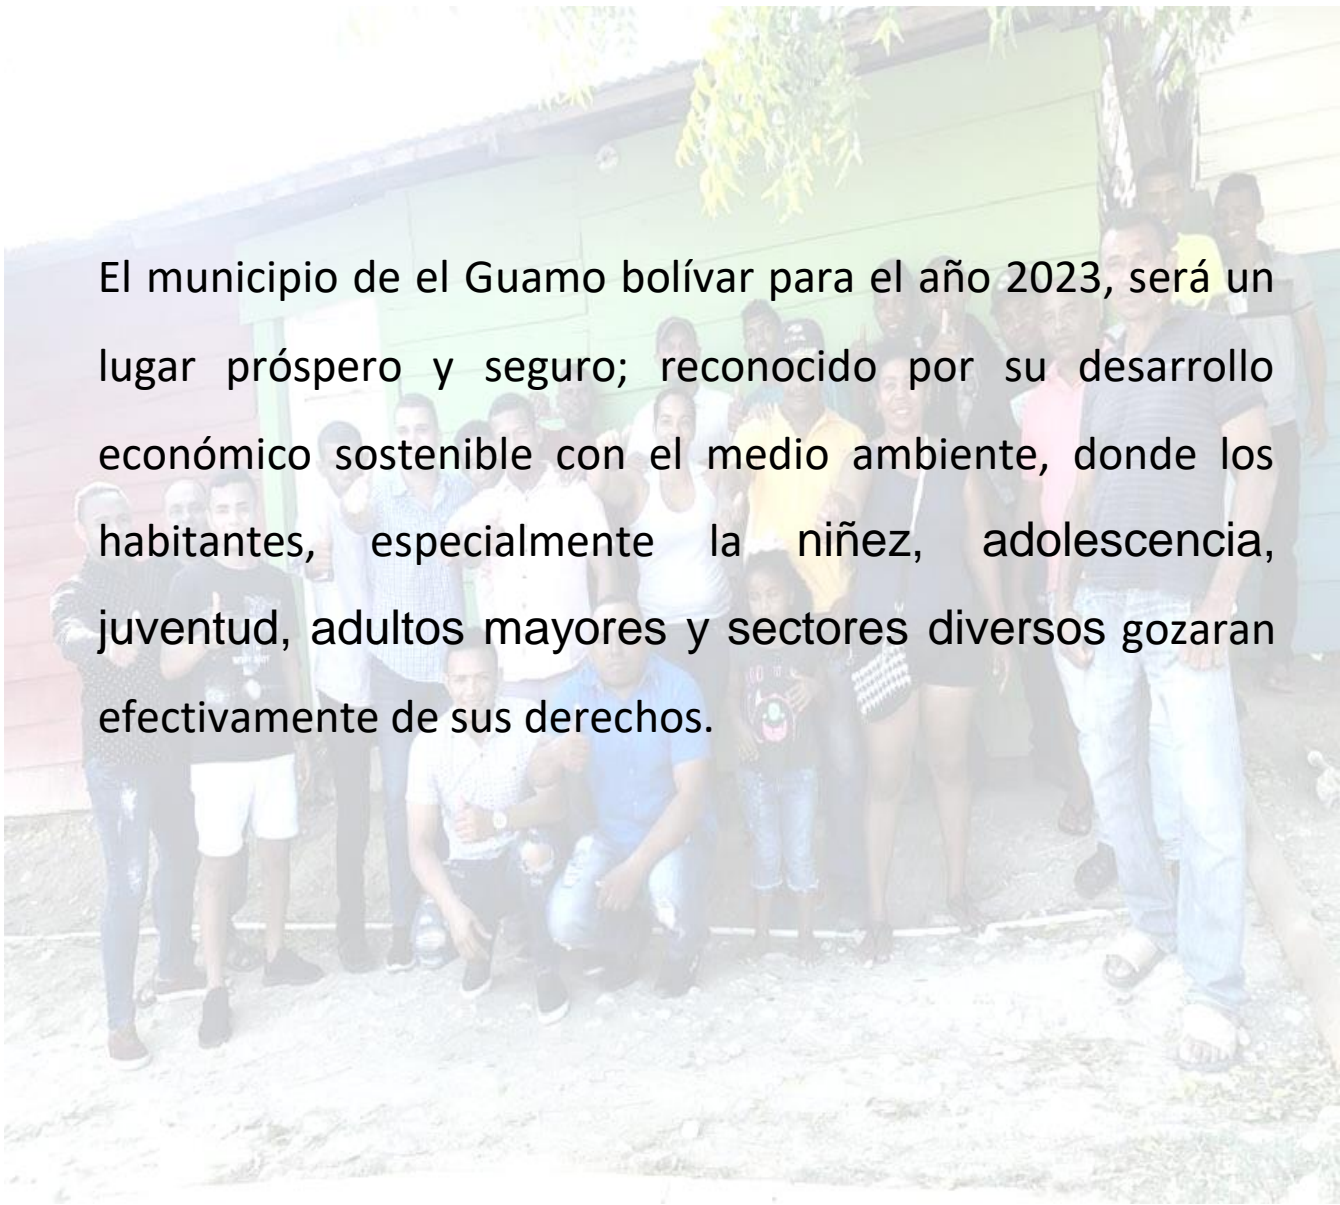 El municipio de el Guamo bolívar para el año 2023, será un
lugar próspero y seguro; reconocido por su desarrollo
económico sostenible con el medio ambiente, donde los
habitantes, especialmente la niñez, adolescencia,
juventud, adultos mayores y sectores diversos gozaran
efectivamente de sus derechos.